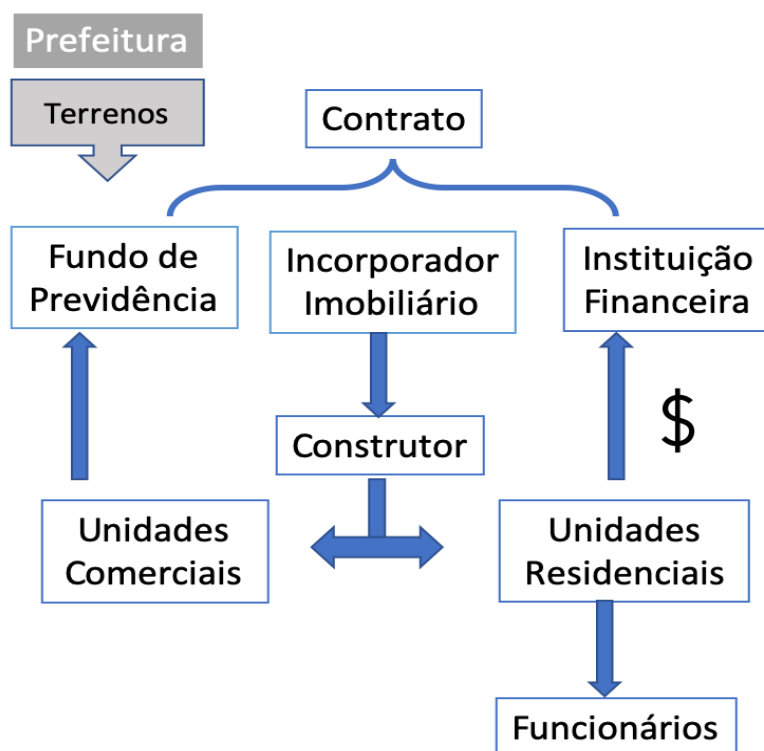 Prefeitura
Terrenos
Contrato
Fundo de
Previdência
Incorporador
Imobiliário
Instituição
Financeira
$
Construtor
Unidades
Comerciais
Unidades
Residenciais
Funcionários